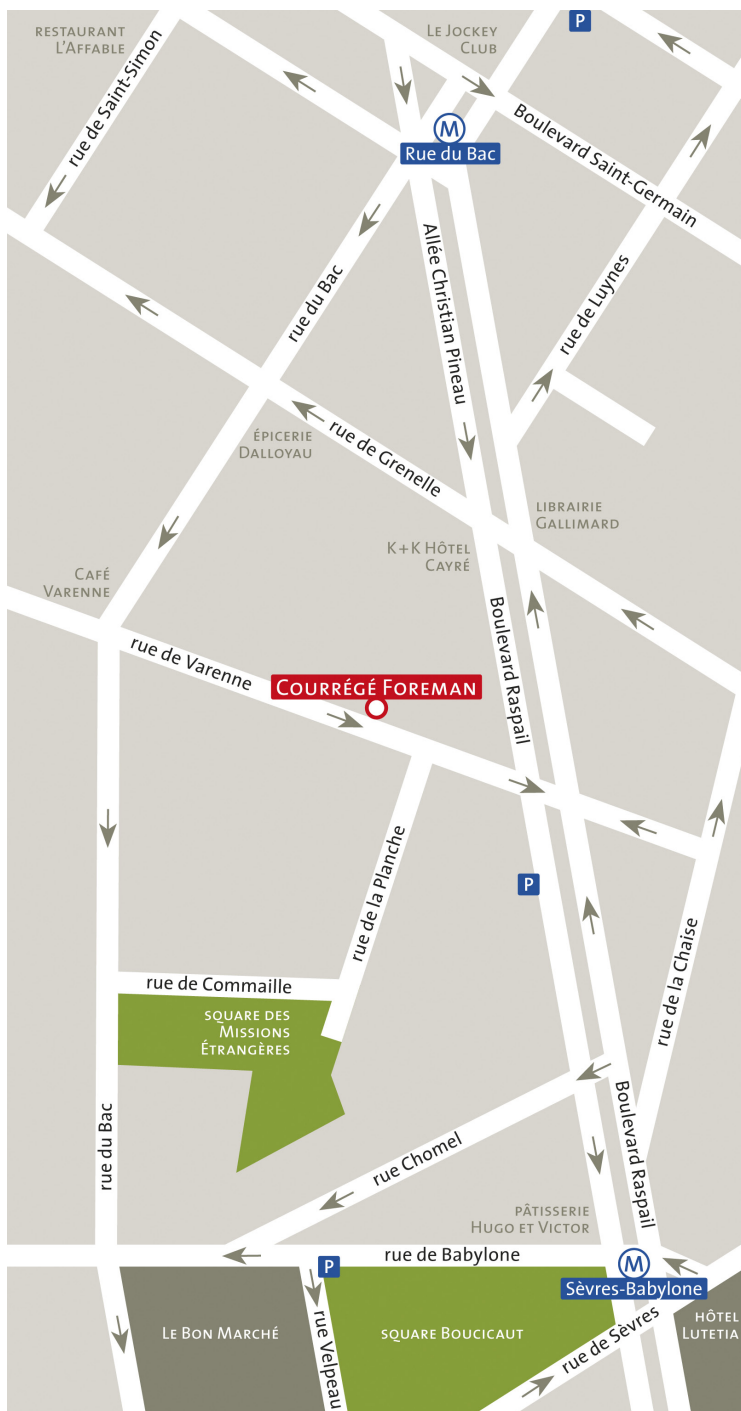 RESTAURANT
L'AFFABLE
LE JOCKEY
CLUB
P
rue de Saint-Simon
M
Rue du Bac
Boulevard Saint-Germain
Allée Christian Pineau
rue du Bac
rue de Luynes
ÉPICERIE
DALLOYAU
rue de Grenelle
LIBRAIRIE
GALLIMARD
K+K HÔTEL
CAYRÉ
CAFÉ
VARENNE
rue de Varenne
COURRÉGÉ FOREMAN
Boulevard Raspail
rue de la Planche
P
rue de la Chaise
rue de Commaille
SQUARE DES
MISSIONS
ÉTRANGÈRES
rue du Bac
rue Chomel
Boulevard Raspail
PÂTISSERIE
HUGO ET VICTOR
rue de Babylone
P
M
Sèvres-Babylone
LE BON MARCHÉ
rue Velpeau
SQUARE BOUCICAUT
rue de Sèvres
HÔTEL
LUTETIA